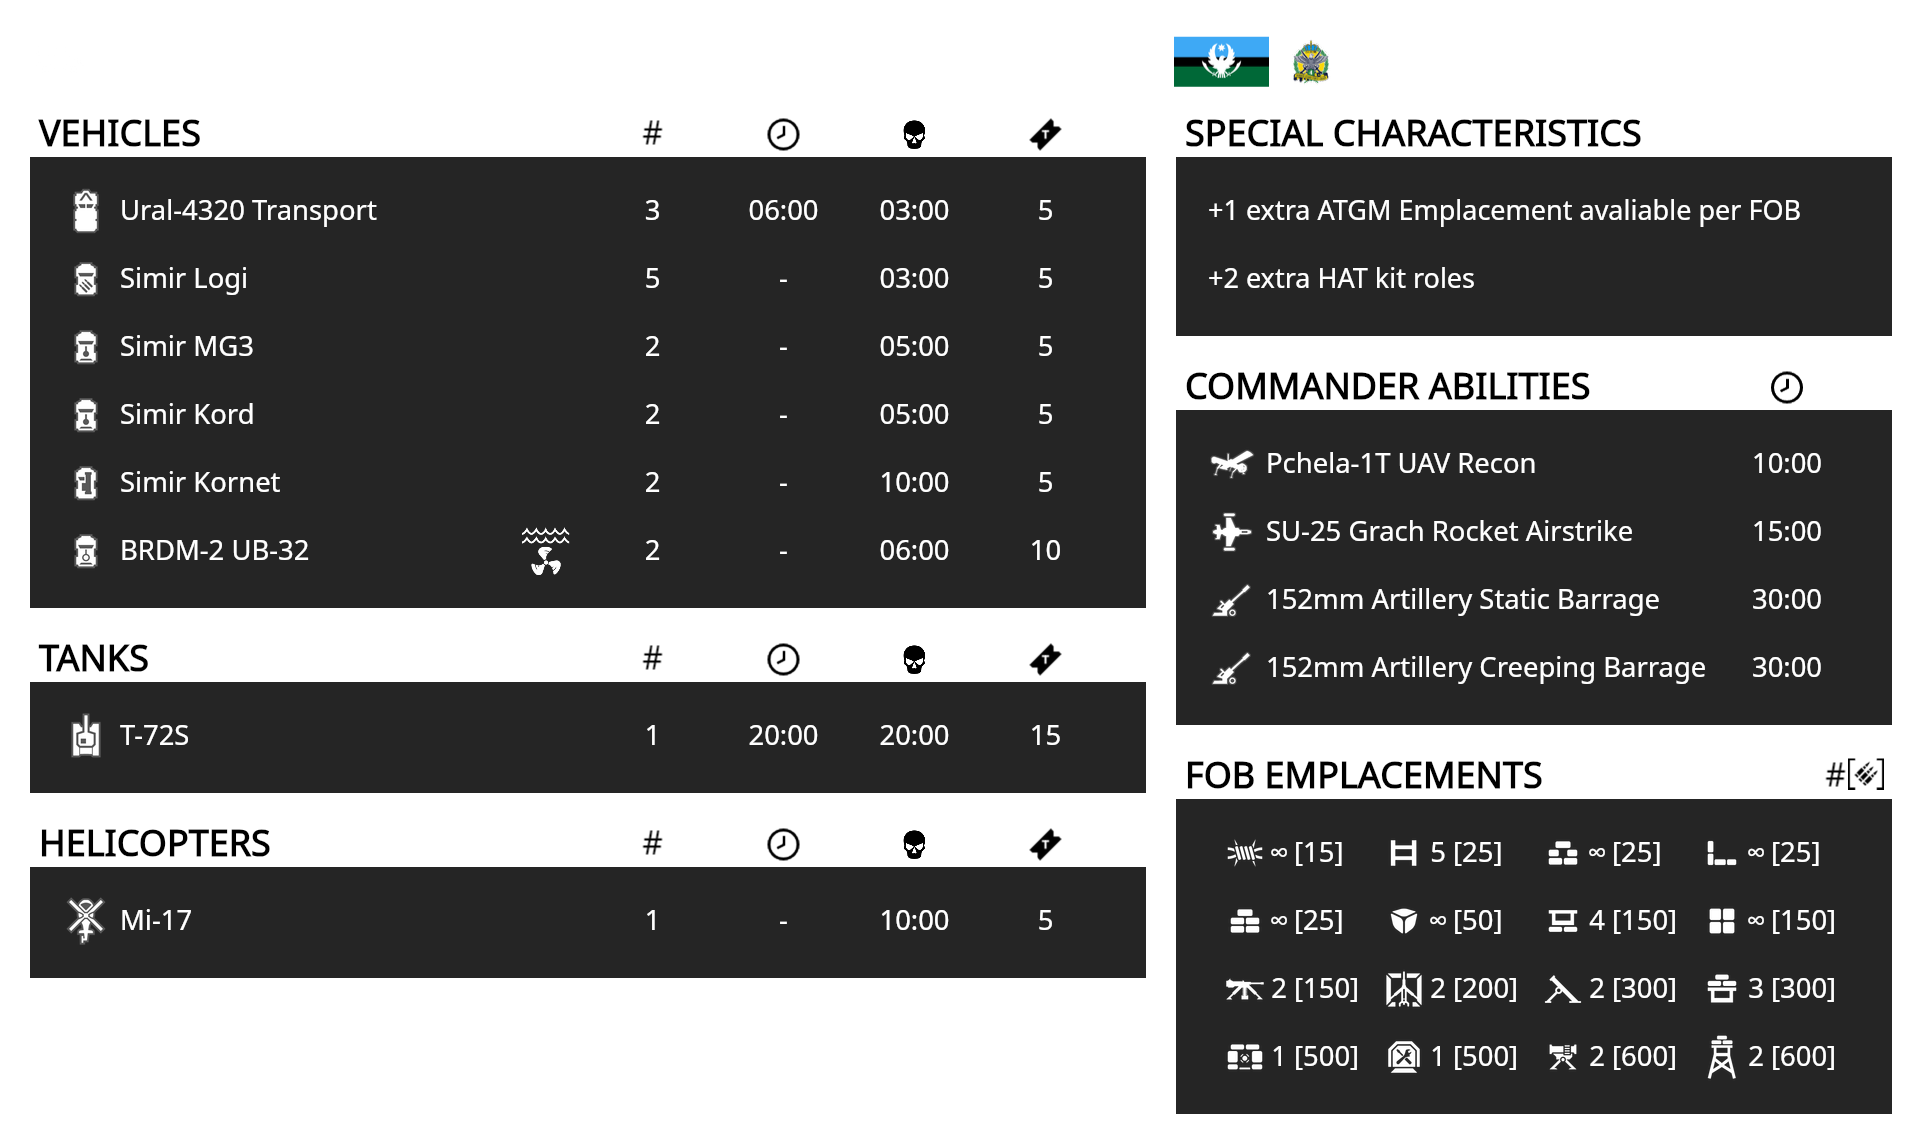 VEHICLES #
Ural-4320 Transport 3 06:00 03:00 5
Simir Logi 5 - 03:00 5
Simir MG3 2 - 05:00 5
Simir Kord 2 - 05:00 5
Simir Kornet 2 - 10:00 5
BRDM-2 UB-32 2 - 06:00 10
TANKS #
T-72S 1 20:00 20:00 15
HELICOPTERS #
Mi-17 1 - 10:00 5
SPECIAL CHARACTERISTICS
+1 extra ATGM Emplacement avaliable per FOB
+2 extra HAT kit roles
COMMANDER ABILITIES
Pchela-1T UAV Recon 10:00
SU-25 Grach Rocket Airstrike 15:00
152mm Artillery Static Barrage 30:00
152mm Artillery Creeping Barrage 30:00
FOB EMPLACEMENTS #[]
∞ [15] 5 [25] ∞ [25] ∞ [25]
∞ [25] ∞ [50] 4 [150] ∞ [150]
2 [150] 2 [200] 2 [300] 3 [300]
1 [500] 1 [500] 2 [600] 2 [600]